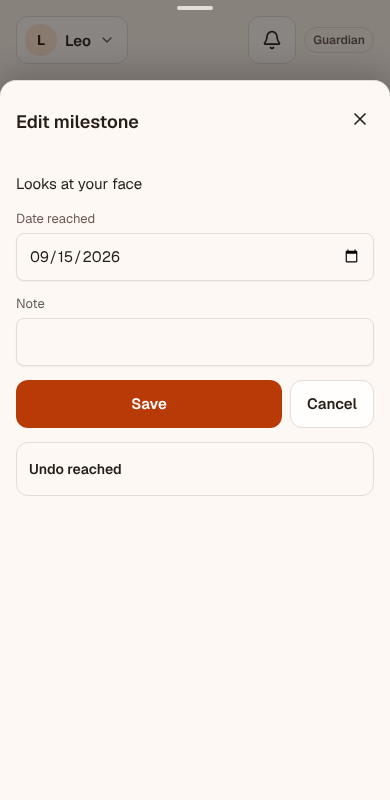 L Leo Guardian
Edit milestone
Looks at your face
Date reached
09/15/2026
Note
Save Cancel
Undo reached